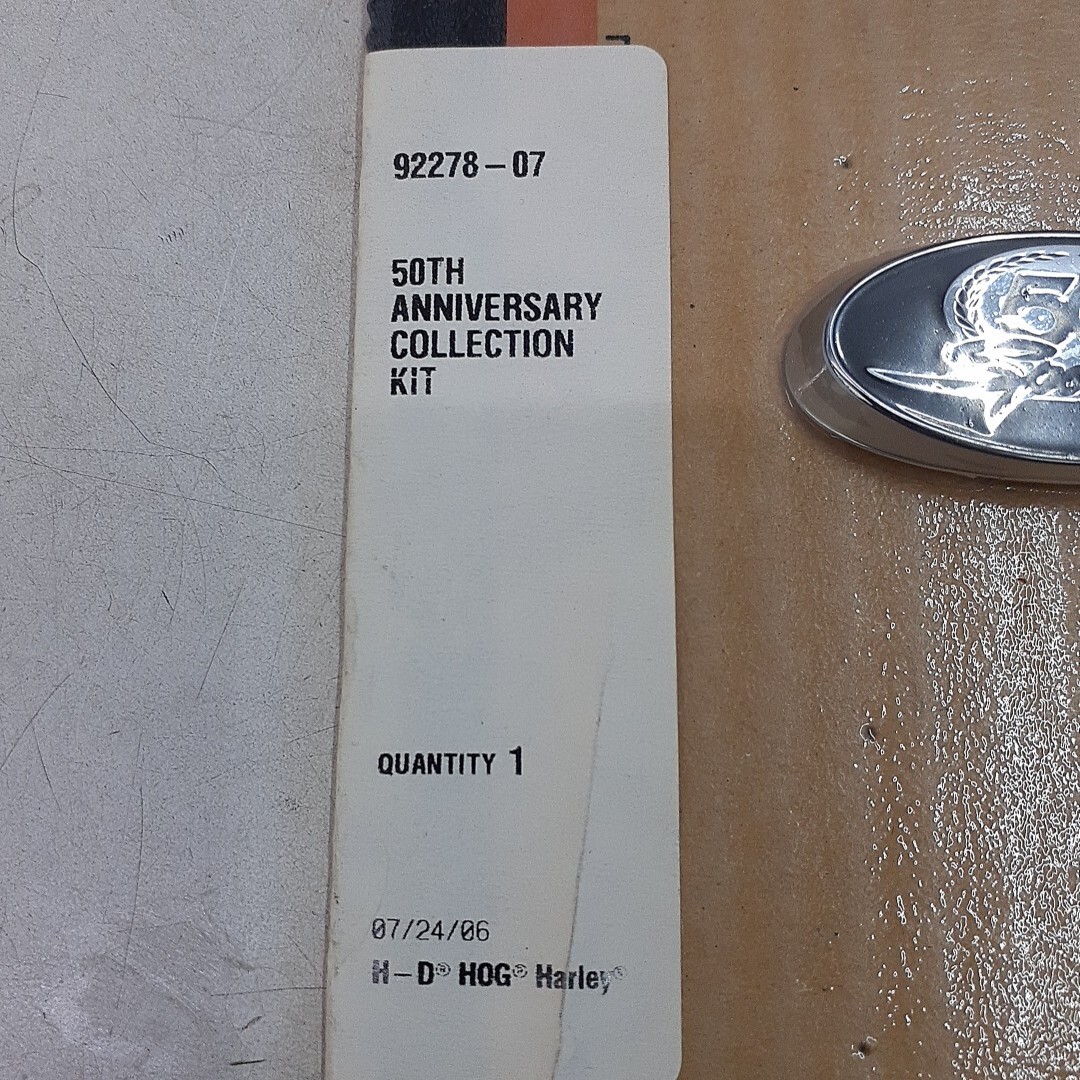 92278-07
50TH
ANNIVERSARY
COLLECTION
KIT
QUANTITY 1
07/24/06
H-D® HOG® Harley®